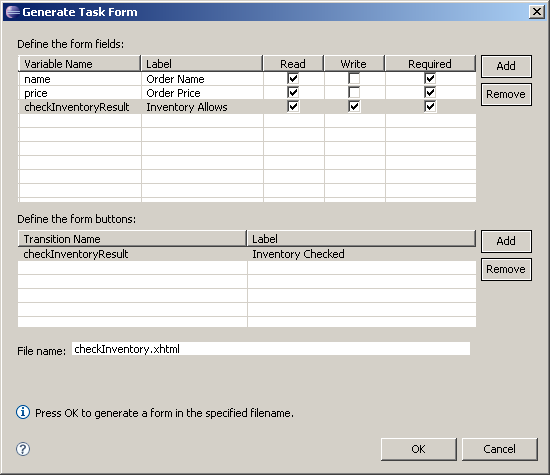 Generate Task Form
Define the form fields:
Variable Name Label Read Write Required
name Order Name
price Order Price
checkInventoryResult Inventory Allows
Add
Remove
Define the form buttons:
Transition Name Label
checkInventoryResult Inventory Checked
Add
Remove
File name: checkInventory.xhtml
Press OK to generate a form in the specified filename.
?
OK Cancel